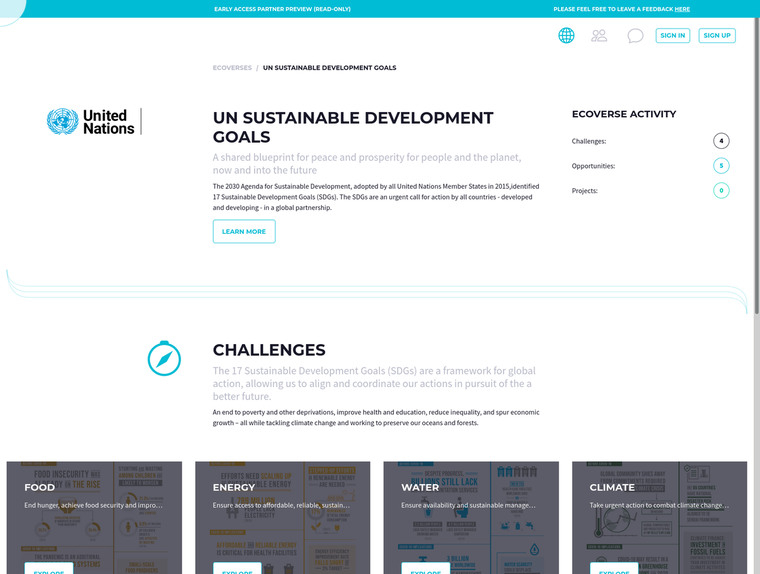 EARLY ACCESS PARTNER PREVIEW (READ-ONLY)
PLEASE FEEL FREE TO LEAVE A FEEDBACK HERE
SIGN IN
SIGN UP
ECOVERSES / UN SUSTAINABLE DEVELOPMENT GOALS
United
Nations
UN SUSTAINABLE DEVELOPMENT
GOALS
A shared blueprint for peace and prosperity for people and the planet,
now and into the future
The 2030 Agenda for Sustainable Development, adopted by all United Nations Member States in 2015,identified
17 Sustainable Development Goals (SDGs). The SDGs are an urgent call for action by all countries - developed
and developing - in a global partnership.
LEARN MORE
ECOVERSE ACTIVITY
Challenges: 4
Opportunities: 5
Projects: 0
CHALLENGES
The 17 Sustainable Development Goals (SDGs) are a framework for global
action, allowing us to align and coordinate our actions in pursuit of the a
better future.
An end to poverty and other deprivations, improve health and education, reduce inequality, and spur economic
growth – all while tackling climate change and working to preserve our oceans and forests.
FOOD
End hunger, achieve food security and impro…
EXPLORE
ENERGY
Ensure access to affordable, reliable, sustain…
EXPLORE
WATER
Ensure availability and sustainable manage…
EXPLORE
CLIMATE
Take urgent action to combat climate change…
EXPLORE